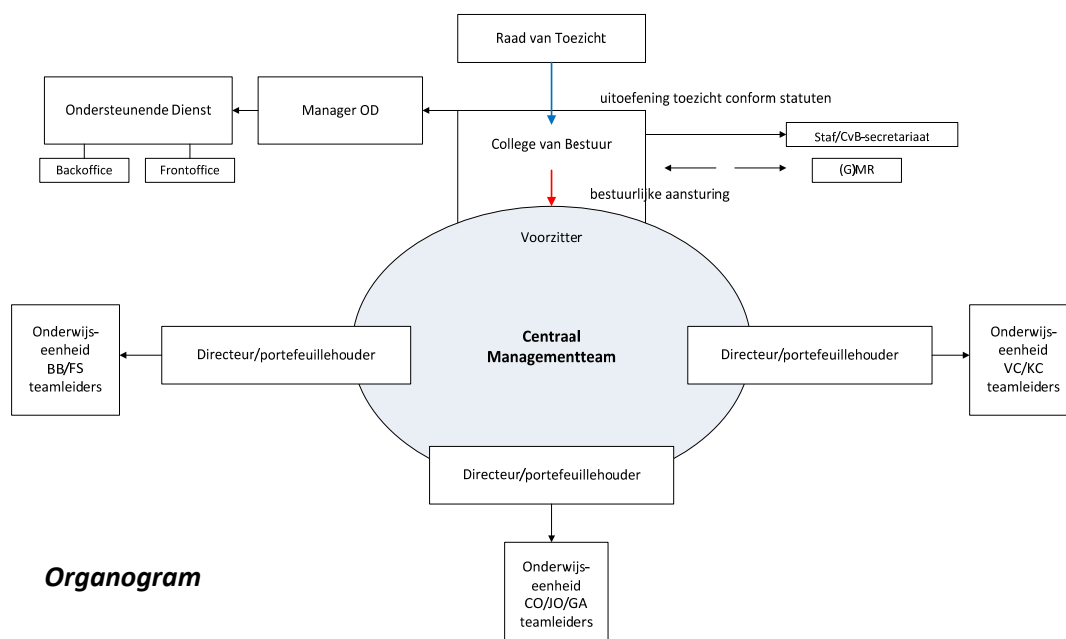 Raad van Toezicht
Ondersteunende Dienst
Manager OD
uitoefening toezicht conform statuten
College van Bestuur
Staf/CvB-secretariaat
Backoffice
Frontoffice
(G)MR
bestuurlijke aansturing
Voorzitter
Centraal
Managementteam
Onderwijs-
eenheid
BB/FS
teamleiders
Directeur/portefeuillehouder
Directeur/portefeuillehouder
Onderwijs-
eenheid
VC/KC
teamleiders
Directeur/portefeuillehouder
Organogram
Onderwijs-
eenheid
CO/JO/GA
teamleiders